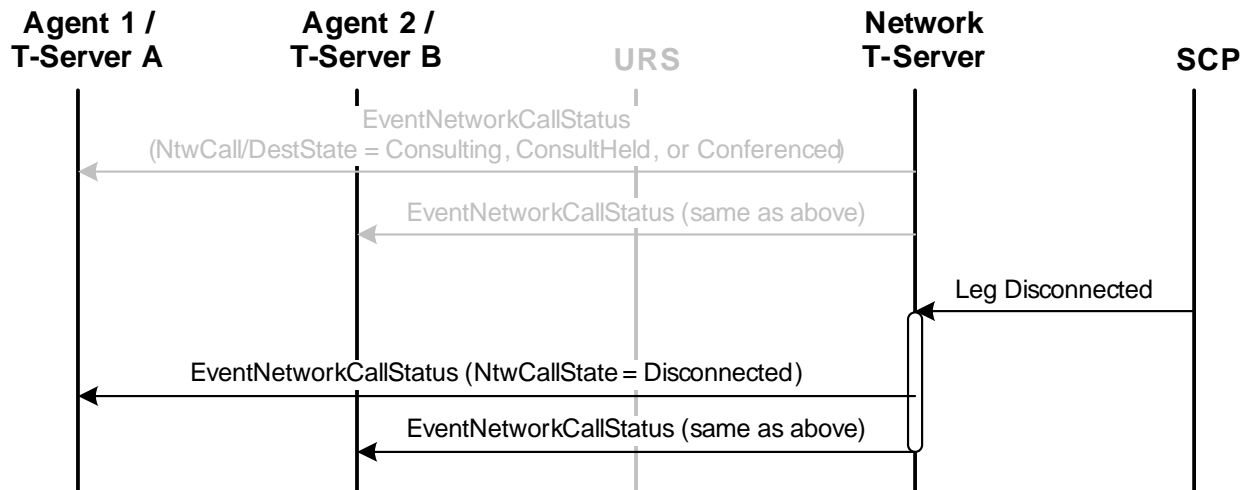 Agent 1 /
T-Server A
Agent 2 /
T-Server B
URS
Network
T-Server
SCP
EventNetworkCallStatus
(NtwCall/DestState = Consulting, ConsultHeld, or Conferenced)
EventNetworkCallStatus (same as above)
Leg Disconnected
EventNetworkCallStatus (NtwCallState = Disconnected)
EventNetworkCallStatus (same as above)